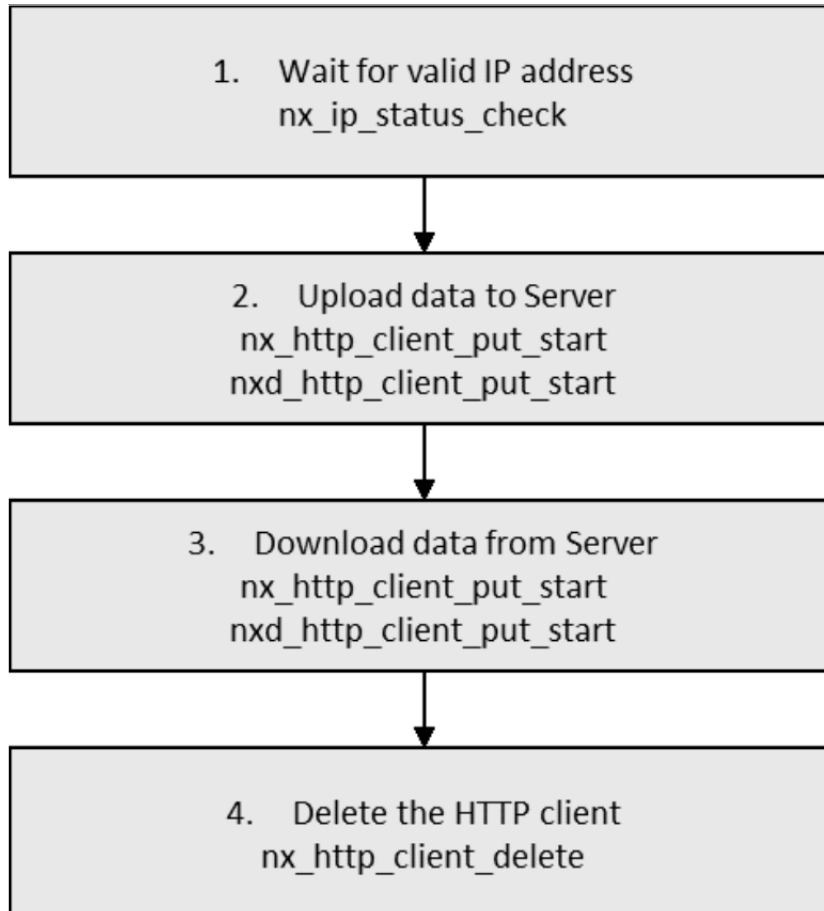 1. Wait for valid IP address
nx_ip_status_check
2. Upload data to Server
nx_http_client_put_start
nxd_http_client_put_start
3. Download data from Server
nx_http_client_put_start
nxd_http_client_put_start
4. Delete the HTTP client
nx_http_client_delete